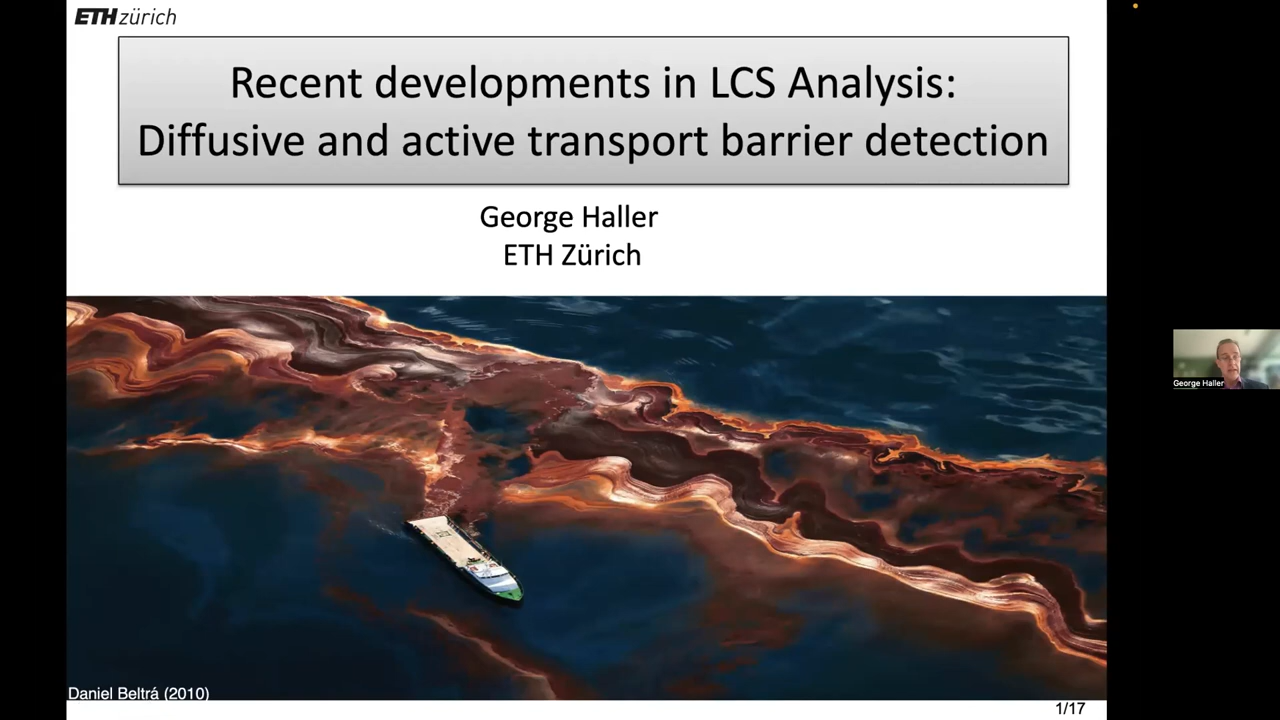 ETH zürich
Recent developments in LCS Analysis:
Diffusive and active transport barrier detection
George Haller
ETH Zürich
George Haller
Daniel Beltrá (2010)
1/17